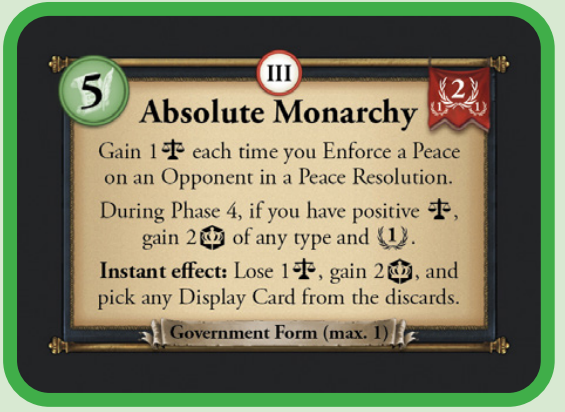 III
5
2
1 1
Absolute Monarchy
Gain 1 each time you Enforce a Peace
on an Opponent in a Peace Resolution.
During Phase 4, if you have positive ,
gain 2 of any type and 1.
Instant effect: Lose 1, gain 2, and
pick any Display Card from the discards.
Government Form (max. 1)